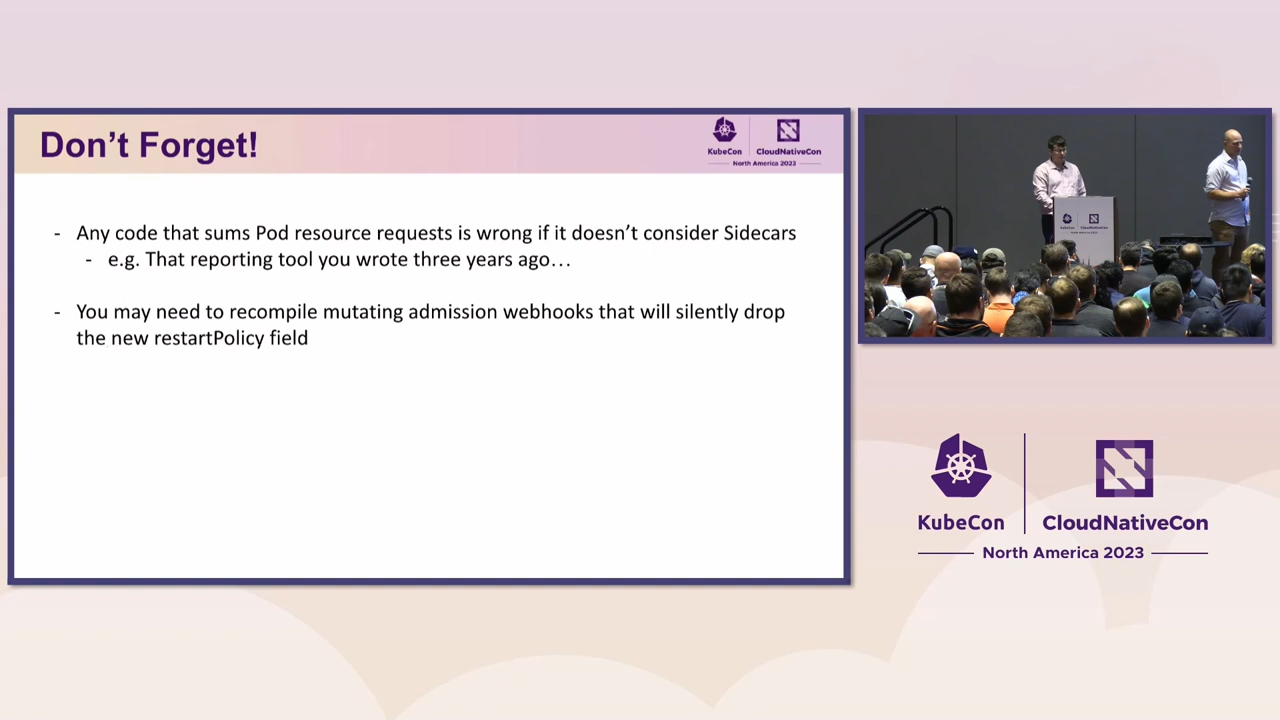 Don't Forget!
KubeCon
CloudNativeCon
North America 2023
- Any code that sums Pod resource requests is wrong if it doesn't consider Sidecars
- e.g. That reporting tool you wrote three years ago…
- You may need to recompile mutating admission webhooks that will silently drop
the new restartPolicy field
KubeCon
CloudNativeCon
North America 2023